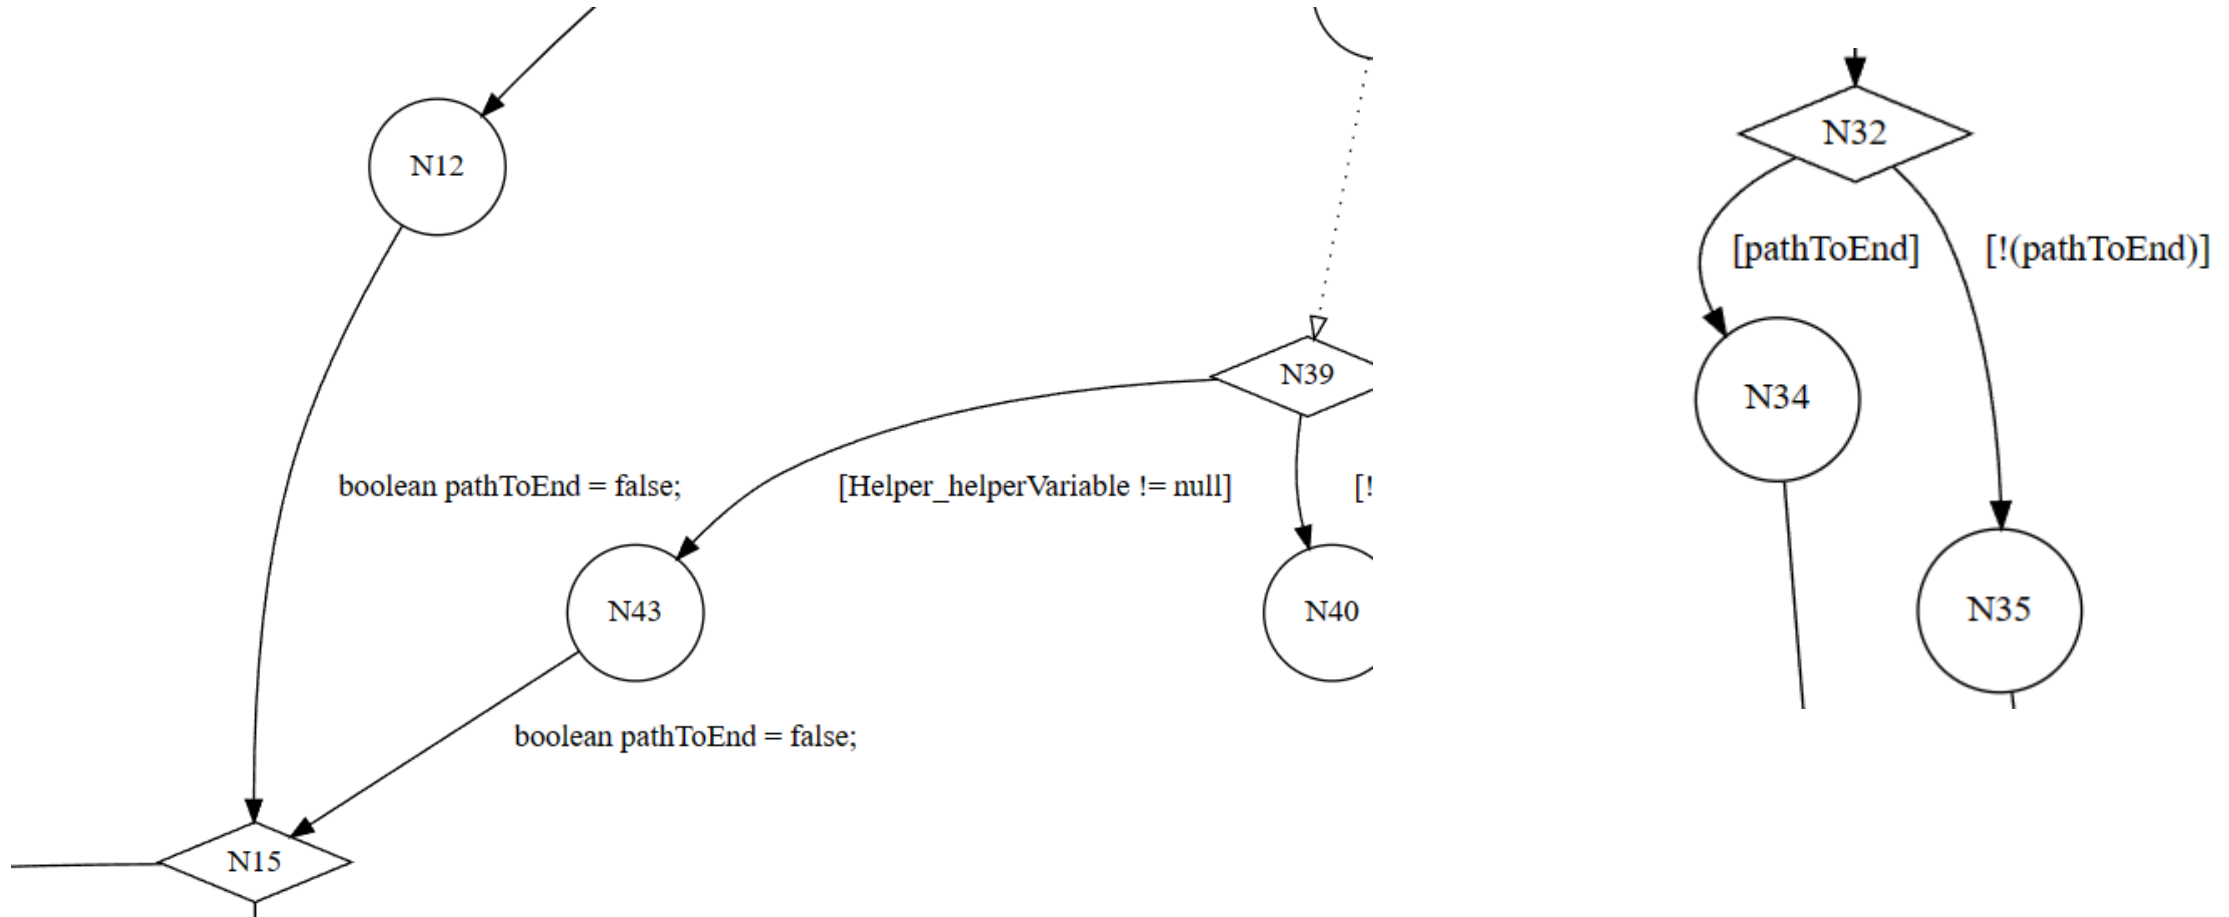 N12
N32
[pathToEnd]
[!(pathToEnd)]
N39
N34
boolean pathToEnd = false;
[Helper_helperVariable != null]
[!
N43
N40
N35
boolean pathToEnd = false;
N15